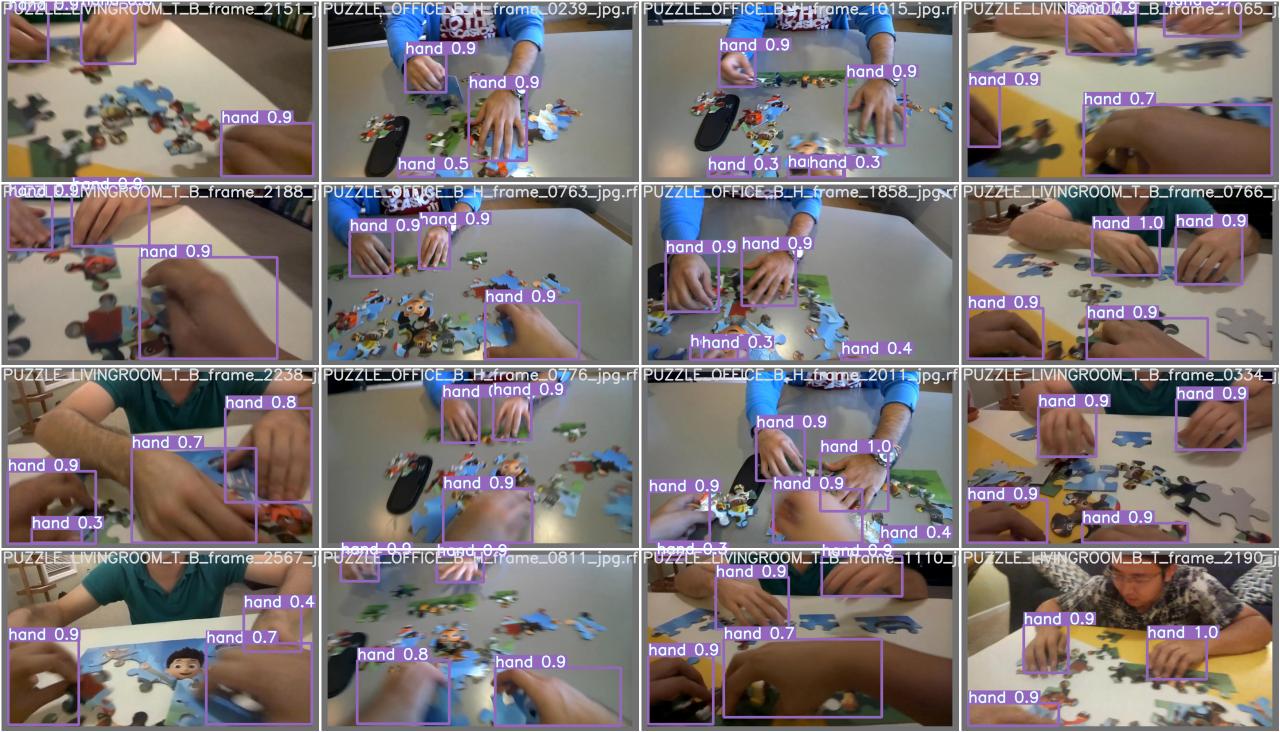 hand 0.9
PUZZLE_LIVINGROOM_T_B_frame_2151_j
hand 0.9
PUZZLE_OFFICE_B_H_frame_0239_jpg.rf
hand 0.9
hand 0.9
hand 0.5
PUZZLE_OFFICE_B_H_frame_1015_jpg.rf
hand 0.9
hand 0.9
hand 0.3
hand 0.3
hand 0.9
hand 0.9
hand 0.7
PUZZLE_LIVINGROOM_T_B_frame_2188_j
hand 0.9
PUZZLE_OFFICE_B_H_frame_0763_jpg.rf
hand 0.9
hand 0.9
hand 0.9
PUZZLE_OFFICE_B_H_frame_1858_jpg.rf
hand 0.9
hand 0.9
hand 0.3
hand 0.4
PUZZLE_LIVINGROOM_T_B_frame_0766_j
hand 1.0
hand 0.9
hand 0.9
hand 0.9
PUZZLE_LIVINGROOM_T_B_frame_2238_j
hand 0.8
hand 0.7
hand 0.9
hand 0.3
PUZZLE_OFFICE_B_H_frame_0776_jpg.rf
hand
hand 0.9
hand 0.9
PUZZLE_OFFICE_B_H_frame_2011_jpg.rf
hand 0.9
hand 1.0
hand 0.9
hand 0.9
hand 0.4
PUZZLE_LIVINGROOM_T_B_frame_0334_j
hand 0.9
hand 0.9
hand 0.9
hand 0.9
PUZZLE_LIVINGROOM_T_B_frame_2567_j
hand 0.4
hand 0.9
hand 0.7
PUZZLE_OFFICE_B_H_frame_0811_jpg.rf
hand 0.9
hand 0.8
hand 0.9
hand 0.9
hand 0.7
hand 0.9
PUZZLE_LIVINGROOM_B_T_frame_2190_j
hand 0.9
hand 1.0
hand 0.9